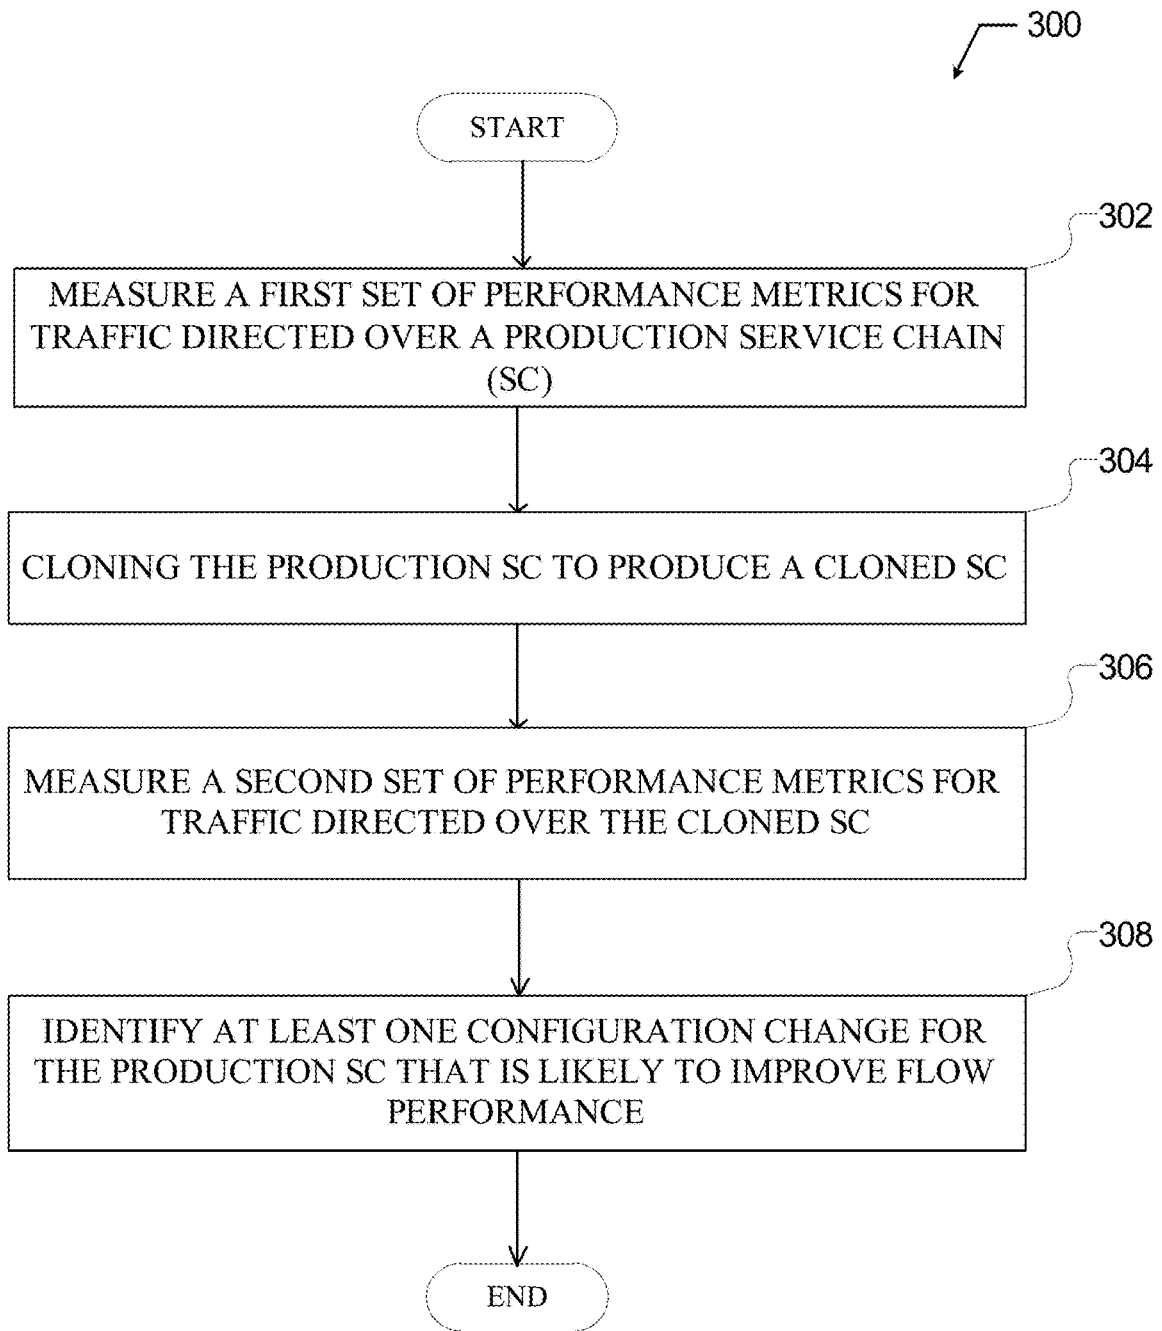 300
START
302
MEASURE A FIRST SET OF PERFORMANCE METRICS FOR
TRAFFIC DIRECTED OVER A PRODUCTION SERVICE CHAIN
(SC)
304
CLONING THE PRODUCTION SC TO PRODUCE A CLONED SC
306
MEASURE A SECOND SET OF PERFORMANCE METRICS FOR
TRAFFIC DIRECTED OVER THE CLONED SC
308
IDENTIFY AT LEAST ONE CONFIGURATION CHANGE FOR
THE PRODUCTION SC THAT IS LIKELY TO IMPROVE FLOW
PERFORMANCE
END